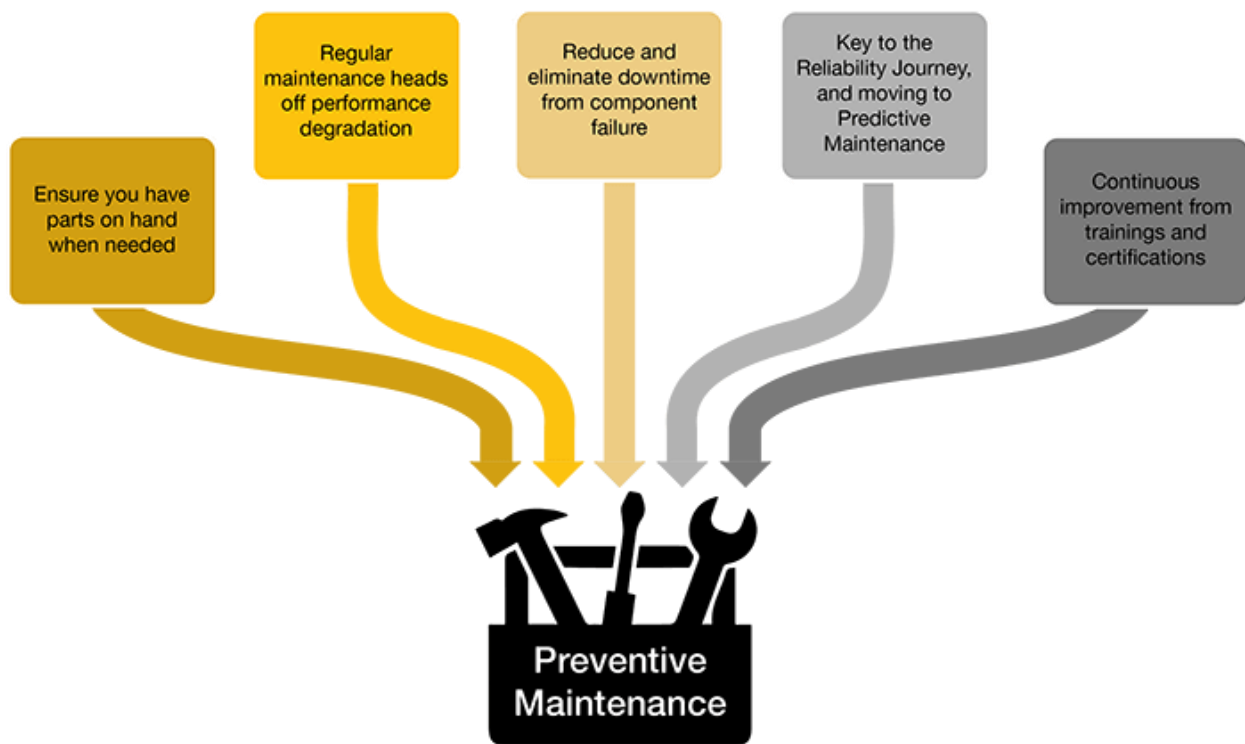 Ensure you have
parts on hand
when needed
Regular
maintenance heads
off performance
degradation
Reduce and
eliminate downtime
from component
failure
Key to the
Reliability Journey,
and moving to
Predictive
Maintenance
Continuous
improvement from
trainings and
certifications
Preventive
Maintenance